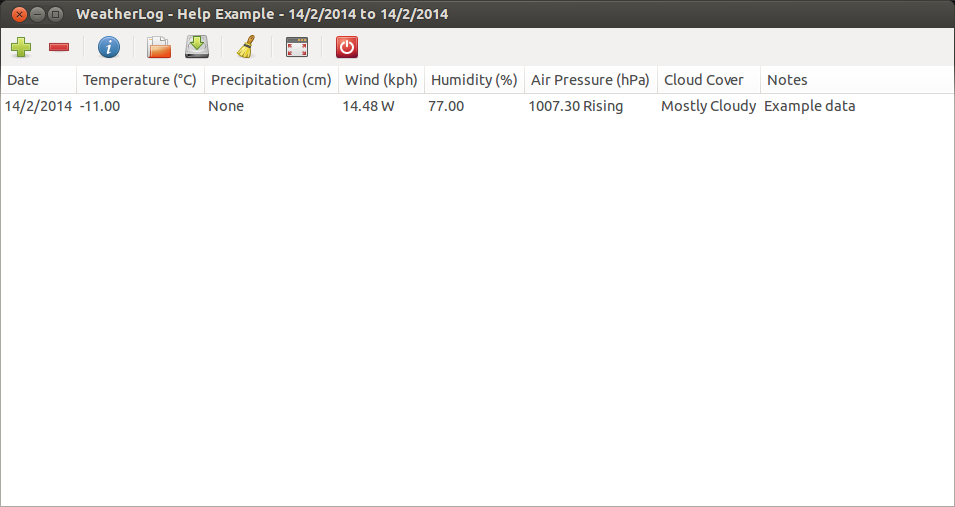 WeatherLog - Help Example - 14/2/2014 to 14/2/2014
Date Temperature (°C) Precipitation (cm) Wind (kph) Humidity (%) Air Pressure (hPa) Cloud Cover Notes
14/2/2014 -11.00 None 14.48 W 77.00 1007.30 Rising Mostly Cloudy Example data